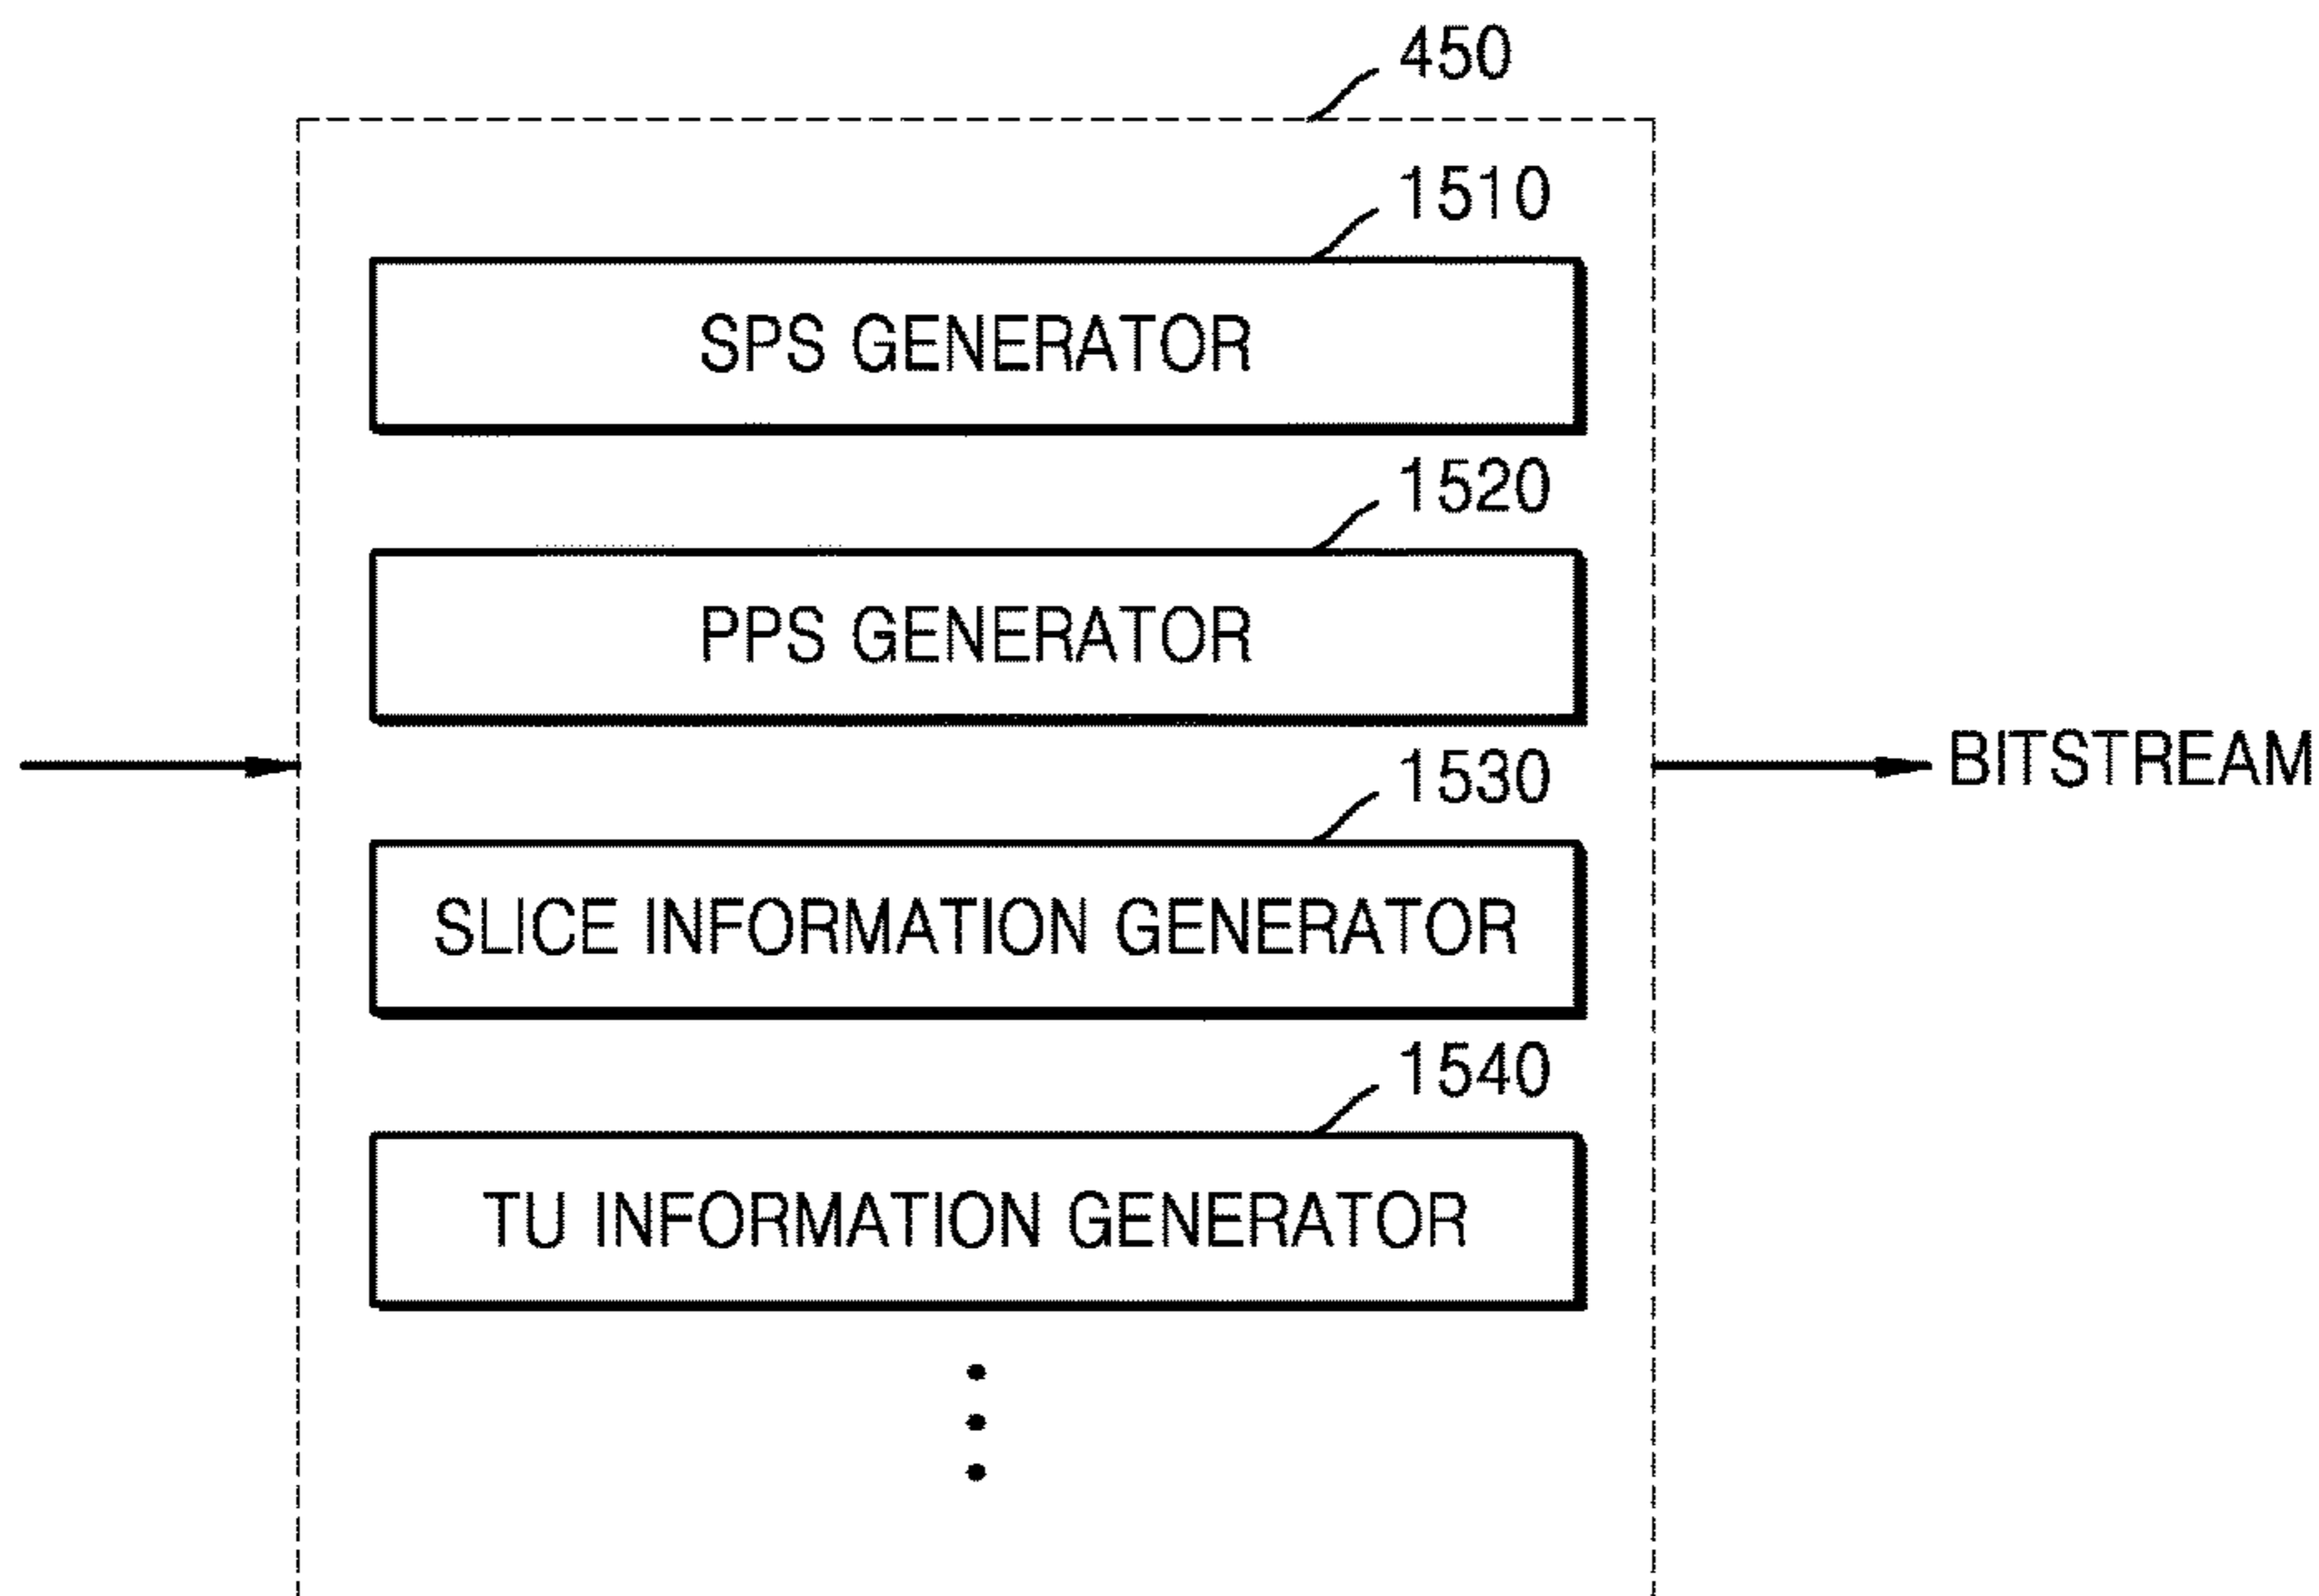 450
1510
SPS GENERATOR
1520
PPS GENERATOR
1530
BITSTREAM
SLICE INFORMATION GENERATOR
1540
TU INFORMATION GENERATOR